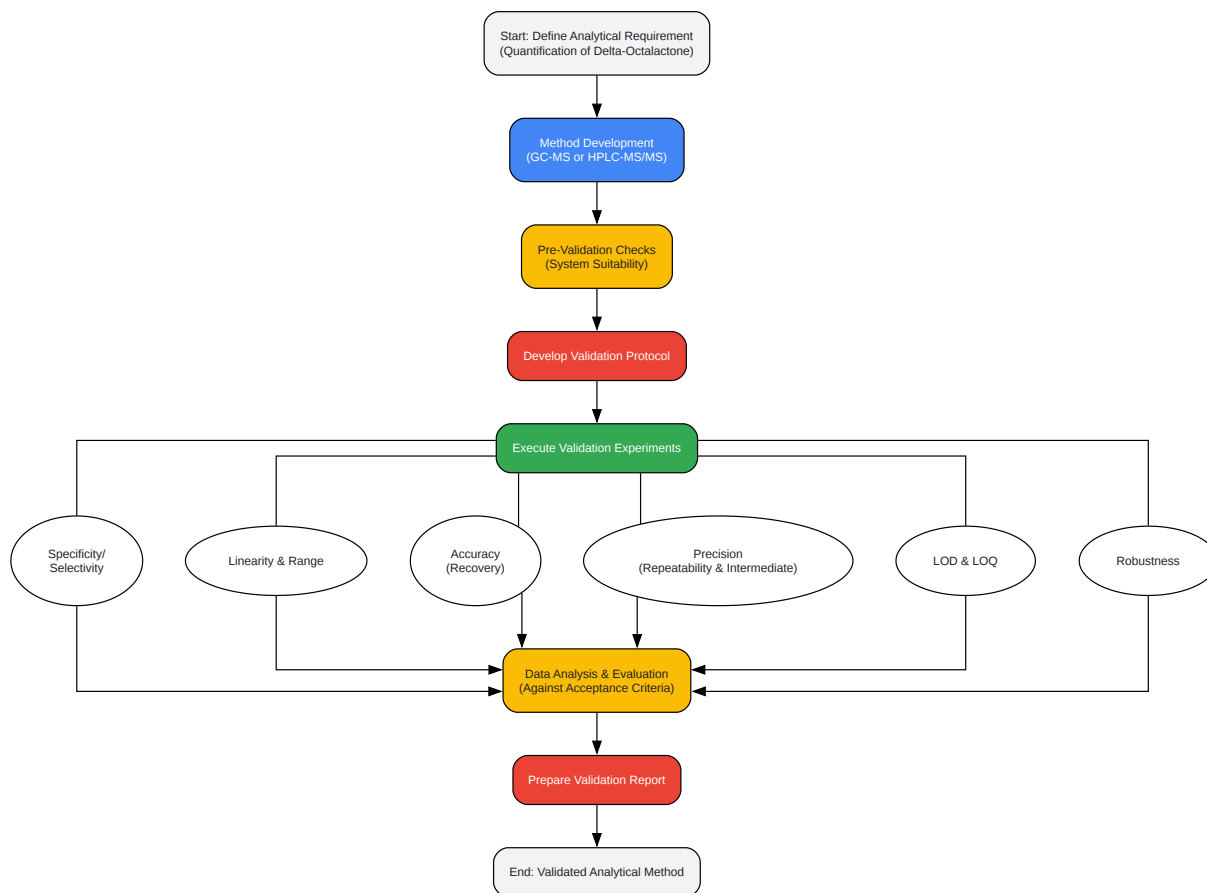 Start: Define Analytical Requirement
(Quantification of Delta-Octalactone)
Method Development
(GC-MS or HPLC-MS/MS)
Pre-Validation Checks
(System Suitability)
Develop Validation Protocol
Execute Validation Experiments
Specificity/
Selectivity
Linearity & Range
Accuracy
(Recovery)
Precision
(Repeatability & Intermediate)
LOD & LOQ
Robustness
Data Analysis & Evaluation
(Against Acceptance Criteria)
Prepare Validation Report
End: Validated Analytical Method